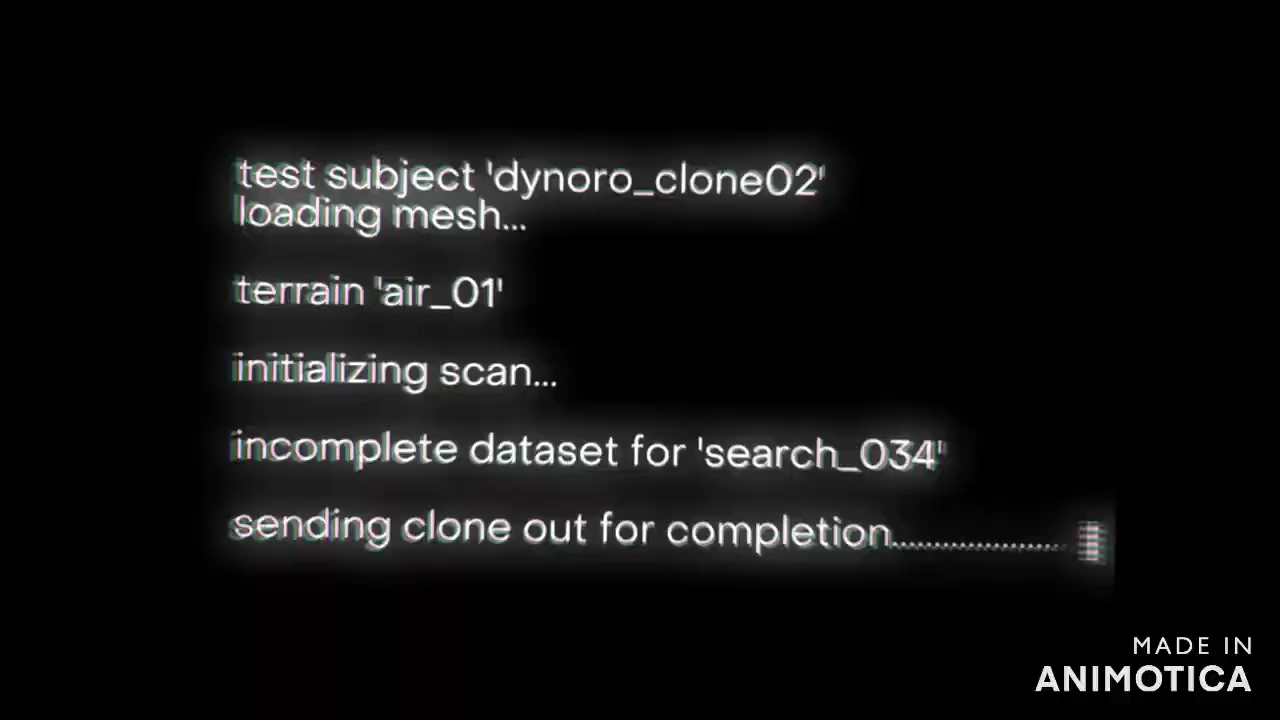 test subject 'dynoro_clone02'
loading mesh...
terrain 'air_01'
initializing scan...
incomplete dataset for 'search_034'
sending clone out for completion.....................
MADE IN
ANIMOTICA